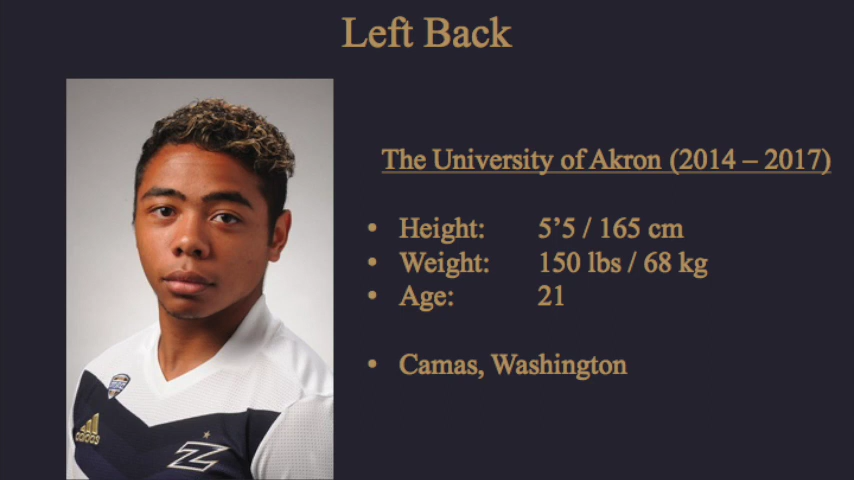 Left Back
The University of Akron (2014 – 2017)
• Height: 5’5 / 165 cm
• Weight: 150 lbs / 68 kg
• Age: 21
• Camas, Washington
adidas
Z